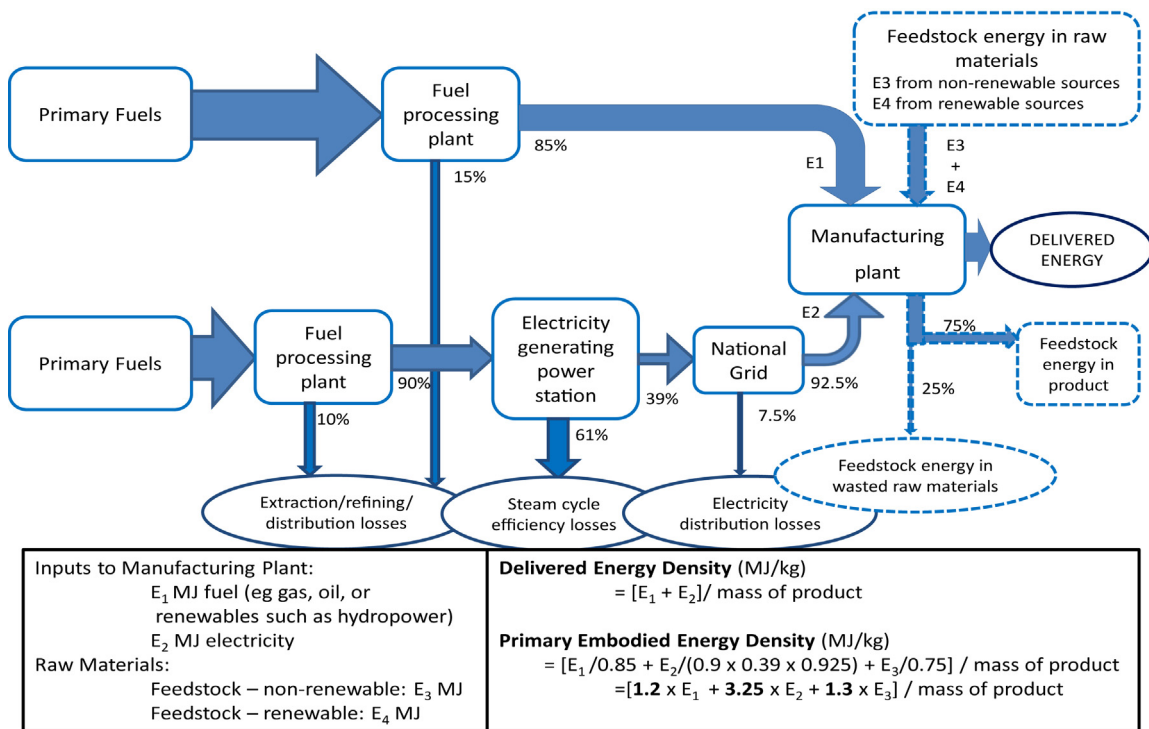 Primary Fuels
Fuel
processing
plant
85%
15%
E1
Feedstock energy in raw
materials
E3 from non-renewable sources
E4 from renewable sources
E3
+
E4
Manufacturing
plant
DELIVERED
ENERGY
Primary Fuels
Fuel
processing
plant
90%
10%
Electricity
generating
power
station
39%
61%
National
Grid
92.5%
7.5%
E2
75%
Feedstock
energy in
product
25%
Extraction/refining/
distribution losses
Steam cycle
efficiency losses
Electricity
distribution losses
Feedstock energy in
wasted raw materials
Inputs to Manufacturing Plant:
E₁ MJ fuel (eg gas, oil, or
renewables such as hydropower)
E₂ MJ electricity
Raw Materials:
Feedstock – non-renewable: E₃ MJ
Feedstock – renewable: E₄ MJ
Delivered Energy Density (MJ/kg)
= [E₁ + E₂]/ mass of product
Primary Embodied Energy Density (MJ/kg)
= [E₁/0.85 + E₂/(0.9 x 0.39 x 0.925) + E₃/0.75] / mass of product
=[1.2 x E₁ + 3.25 x E₂ + 1.3 x E₃] / mass of product